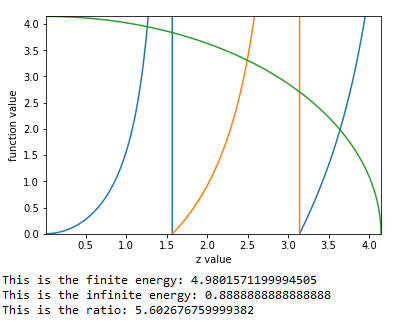 4.0
3.5
3.0
2.5
2.0
1.5
1.0
0.5
0.0
function value
0.5 1.0 1.5 2.0 2.5 3.0 3.5 4.0
z value
This is the finite energy: 4.9801571199994505
This is the infinite energy: 0.8888888888888888
This is the ratio: 5.602676759999382